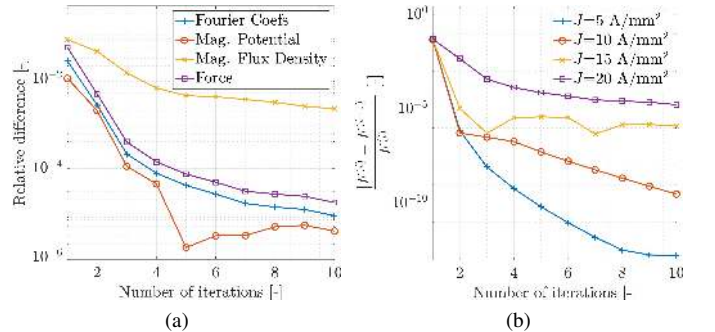 Fourier Coefs
Mag. Potential
Mag. Flux Density
Force
Relative difference [-]
10⁻⁴
2
4
6
8
10
Number of iterations [-]
(a)
J=5 A/mm²
J=10 A/mm²
J=15 A/mm²
J=20 A/mm²
10⁰
10⁻⁵
10⁻¹⁰
2
4
6
8
10
Number of iterations [-]
(b)